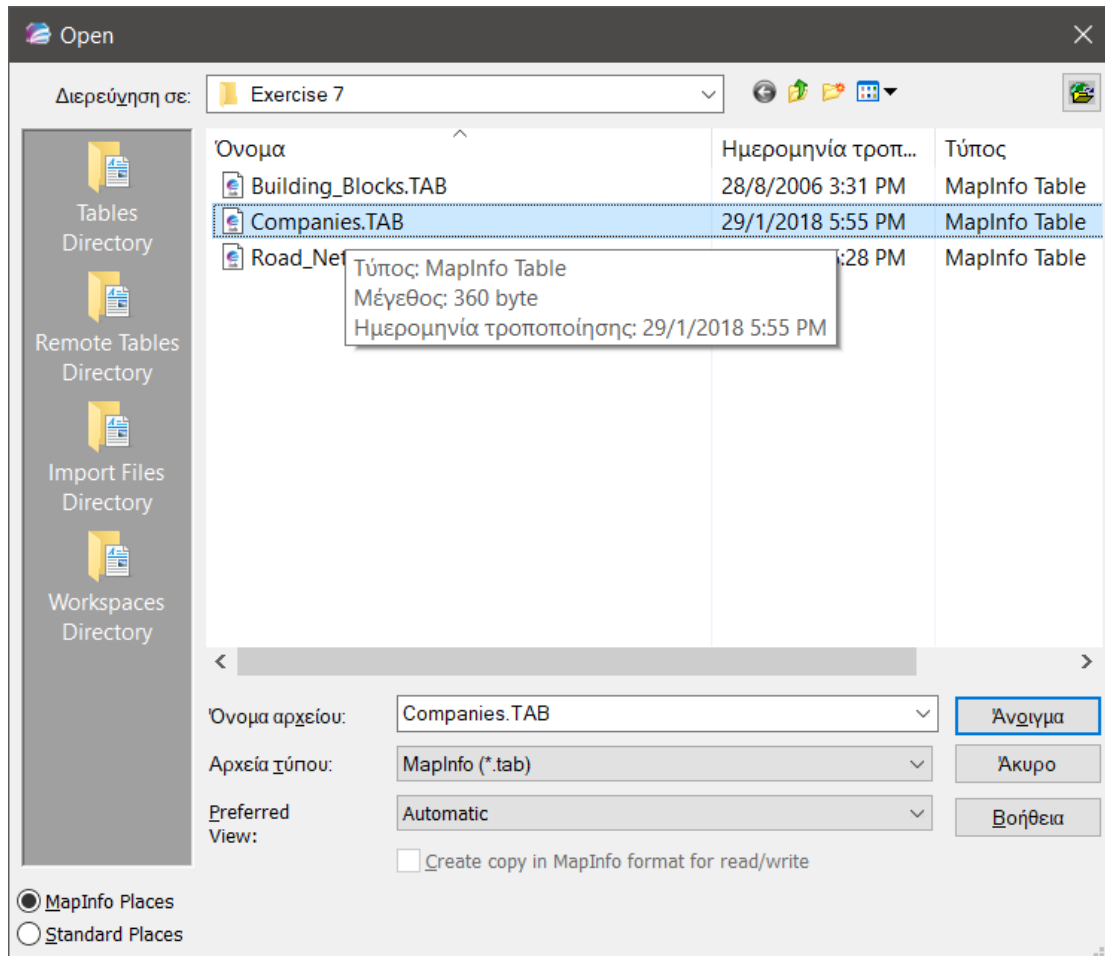 Open
Διερεύνηση σε:
Exercise 7
Όνομα
Ημερομηνία τροπ...
Τύπος
Building_Blocks.TAB
28/8/2006 3:31 PM
MapInfo Table
Companies.TAB
29/1/2018 5:55 PM
MapInfo Table
Road_Net
:28 PM
MapInfo Table
Τύπος: MapInfo Table
Μέγεθος: 360 byte
Ημερομηνία τροποποίησης: 29/1/2018 5:55 PM
Tables
Directory
Remote Tables
Directory
Import Files
Directory
Workspaces
Directory
Όνομα αρχείου:
Companies.TAB
Άνοιγμα
Αρχεία τύπου:
MapInfo (*.tab)
Άκυρο
Preferred
View:
Automatic
Βοήθεια
Create copy in MapInfo format for read/write
MapInfo Places
Standard Places